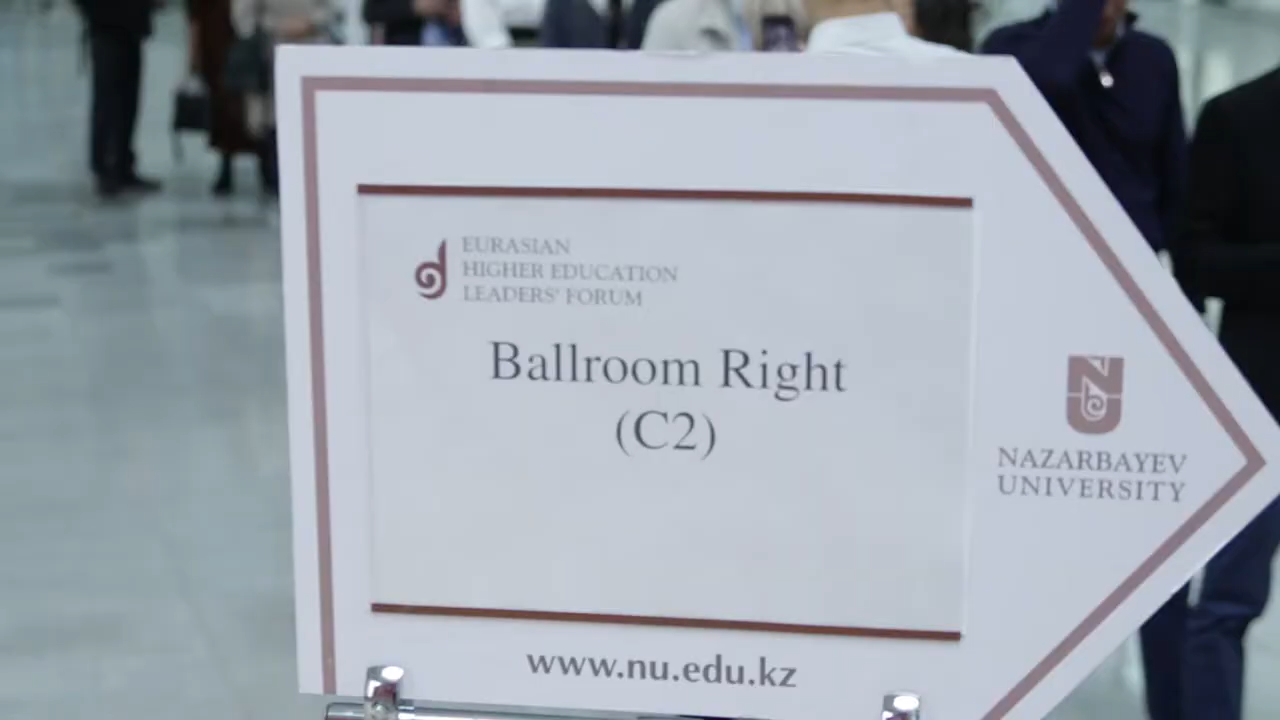 EURASIAN
HIGHER EDUCATION
LEADERS' FORUM
Ballroom Right
(C2)
NAZARBAYEV
UNIVERSITY
www.nu.edu.kz